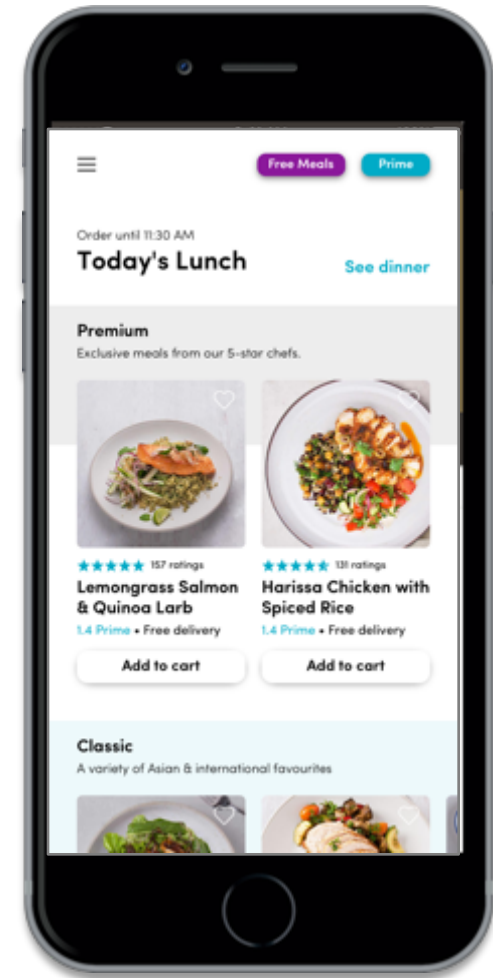 Free Meals Prime
Order until 11:30 AM
Today's Lunch
See dinner
Premium
Exclusive meals from our 5-star chefs.
157 ratings
Lemongrass Salmon
& Quinoa Larb
1.4 Prime • Free delivery
Add to cart
131 ratings
Harissa Chicken with
Spiced Rice
1.4 Prime • Free delivery
Add to cart
Classic
A variety of Asian & international favourites